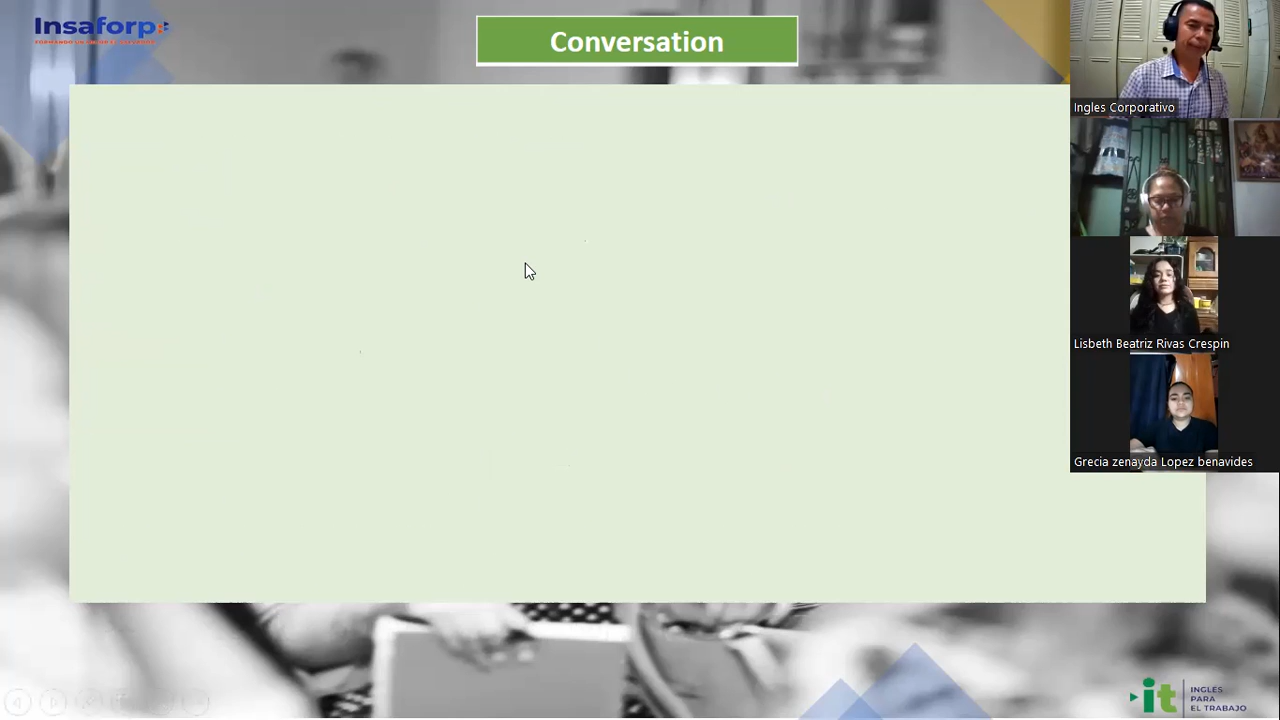 Insaforp
Conversation
Ingles Corporativo
Lisbeth Beatriz Rivas Crespin
Grecia zenayda Lopez benavides
it
INGLES
PARA
EL TRABAJO